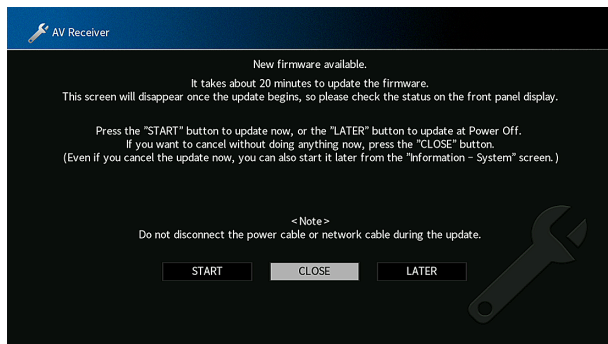 AV Receiver
New firmware available.
It takes about 20 minutes to update the firmware.
This screen will disappear once the update begins, so please check the status on the front panel display.
Press the "START" button to update now, or the "LATER" button to update at Power Off.
If you want to cancel without doing anything now, press the "CLOSE" button.
(Even if you cancel the update now, you can also start it later from the "Information - System" screen.)
<Note>
Do not disconnect the power cable or network cable during the update.
START CLOSE LATER